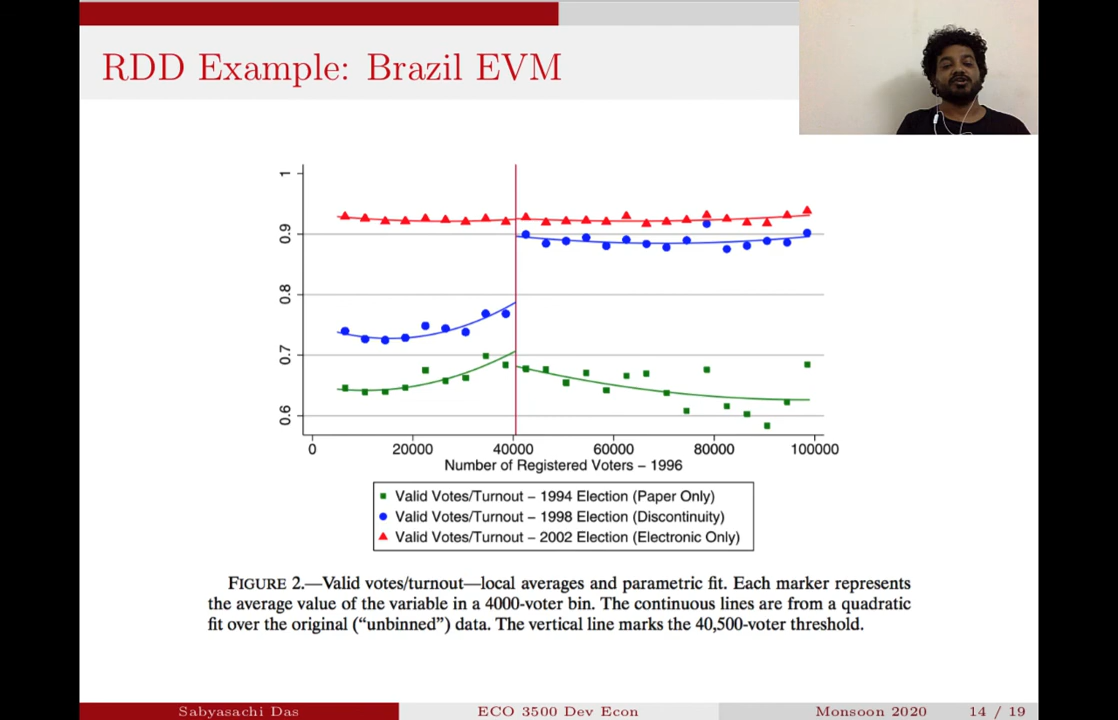 RDD Example: Brazil EVM
1
0.9
0.8
0.7
0.6
0 20000 40000 60000 80000 100000
Number of Registered Voters – 1996
Valid Votes/Turnout – 1994 Election (Paper Only)
Valid Votes/Turnout – 1998 Election (Discontinuity)
Valid Votes/Turnout – 2002 Election (Electronic Only)
FIGURE 2.—Valid votes/turnout—local averages and parametric fit. Each marker represents
the average value of the variable in a 4000-voter bin. The continuous lines are from a quadratic
fit over the original (“unbinned”) data. The vertical line marks the 40,500-voter threshold.
Sabyasachi Das ECO 3500 Dev Econ Monsoon 2020 14 / 19